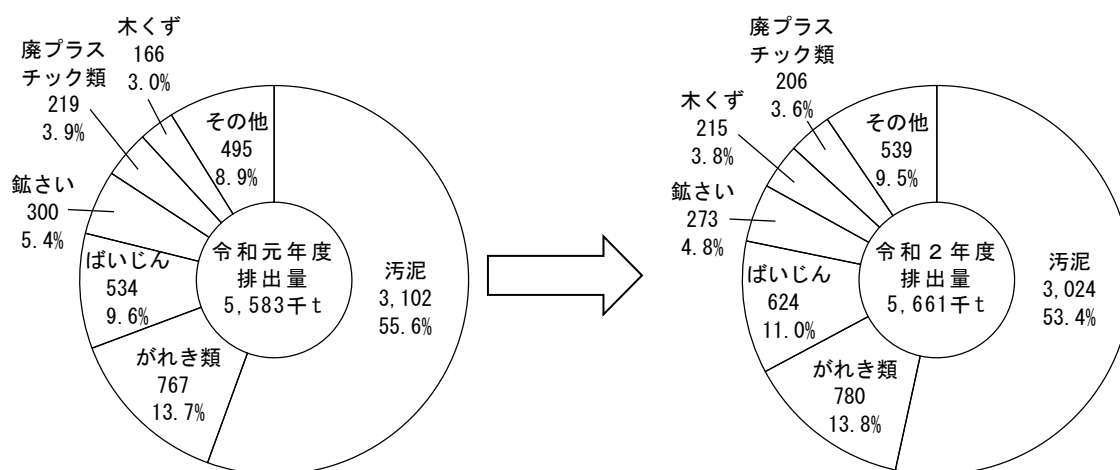 木くず
166
3.0%
廃プラス
チック類
219
3.9%
鉱さい
300
5.4%
ばいじん
534
9.6%
がれき類
767
13.7%
その他
495
8.9%
令和元年度
排出量
5,583千t
汚泥
3,102
55.6%
廃プラス
チック類
206
3.6%
木くず
215
3.8%
鉱さい
273
4.8%
ばいじん
624
11.0%
がれき類
780
13.8%
その他
539
9.5%
令和2年度
排出量
5,661千t
汚泥
3,024
53.4%